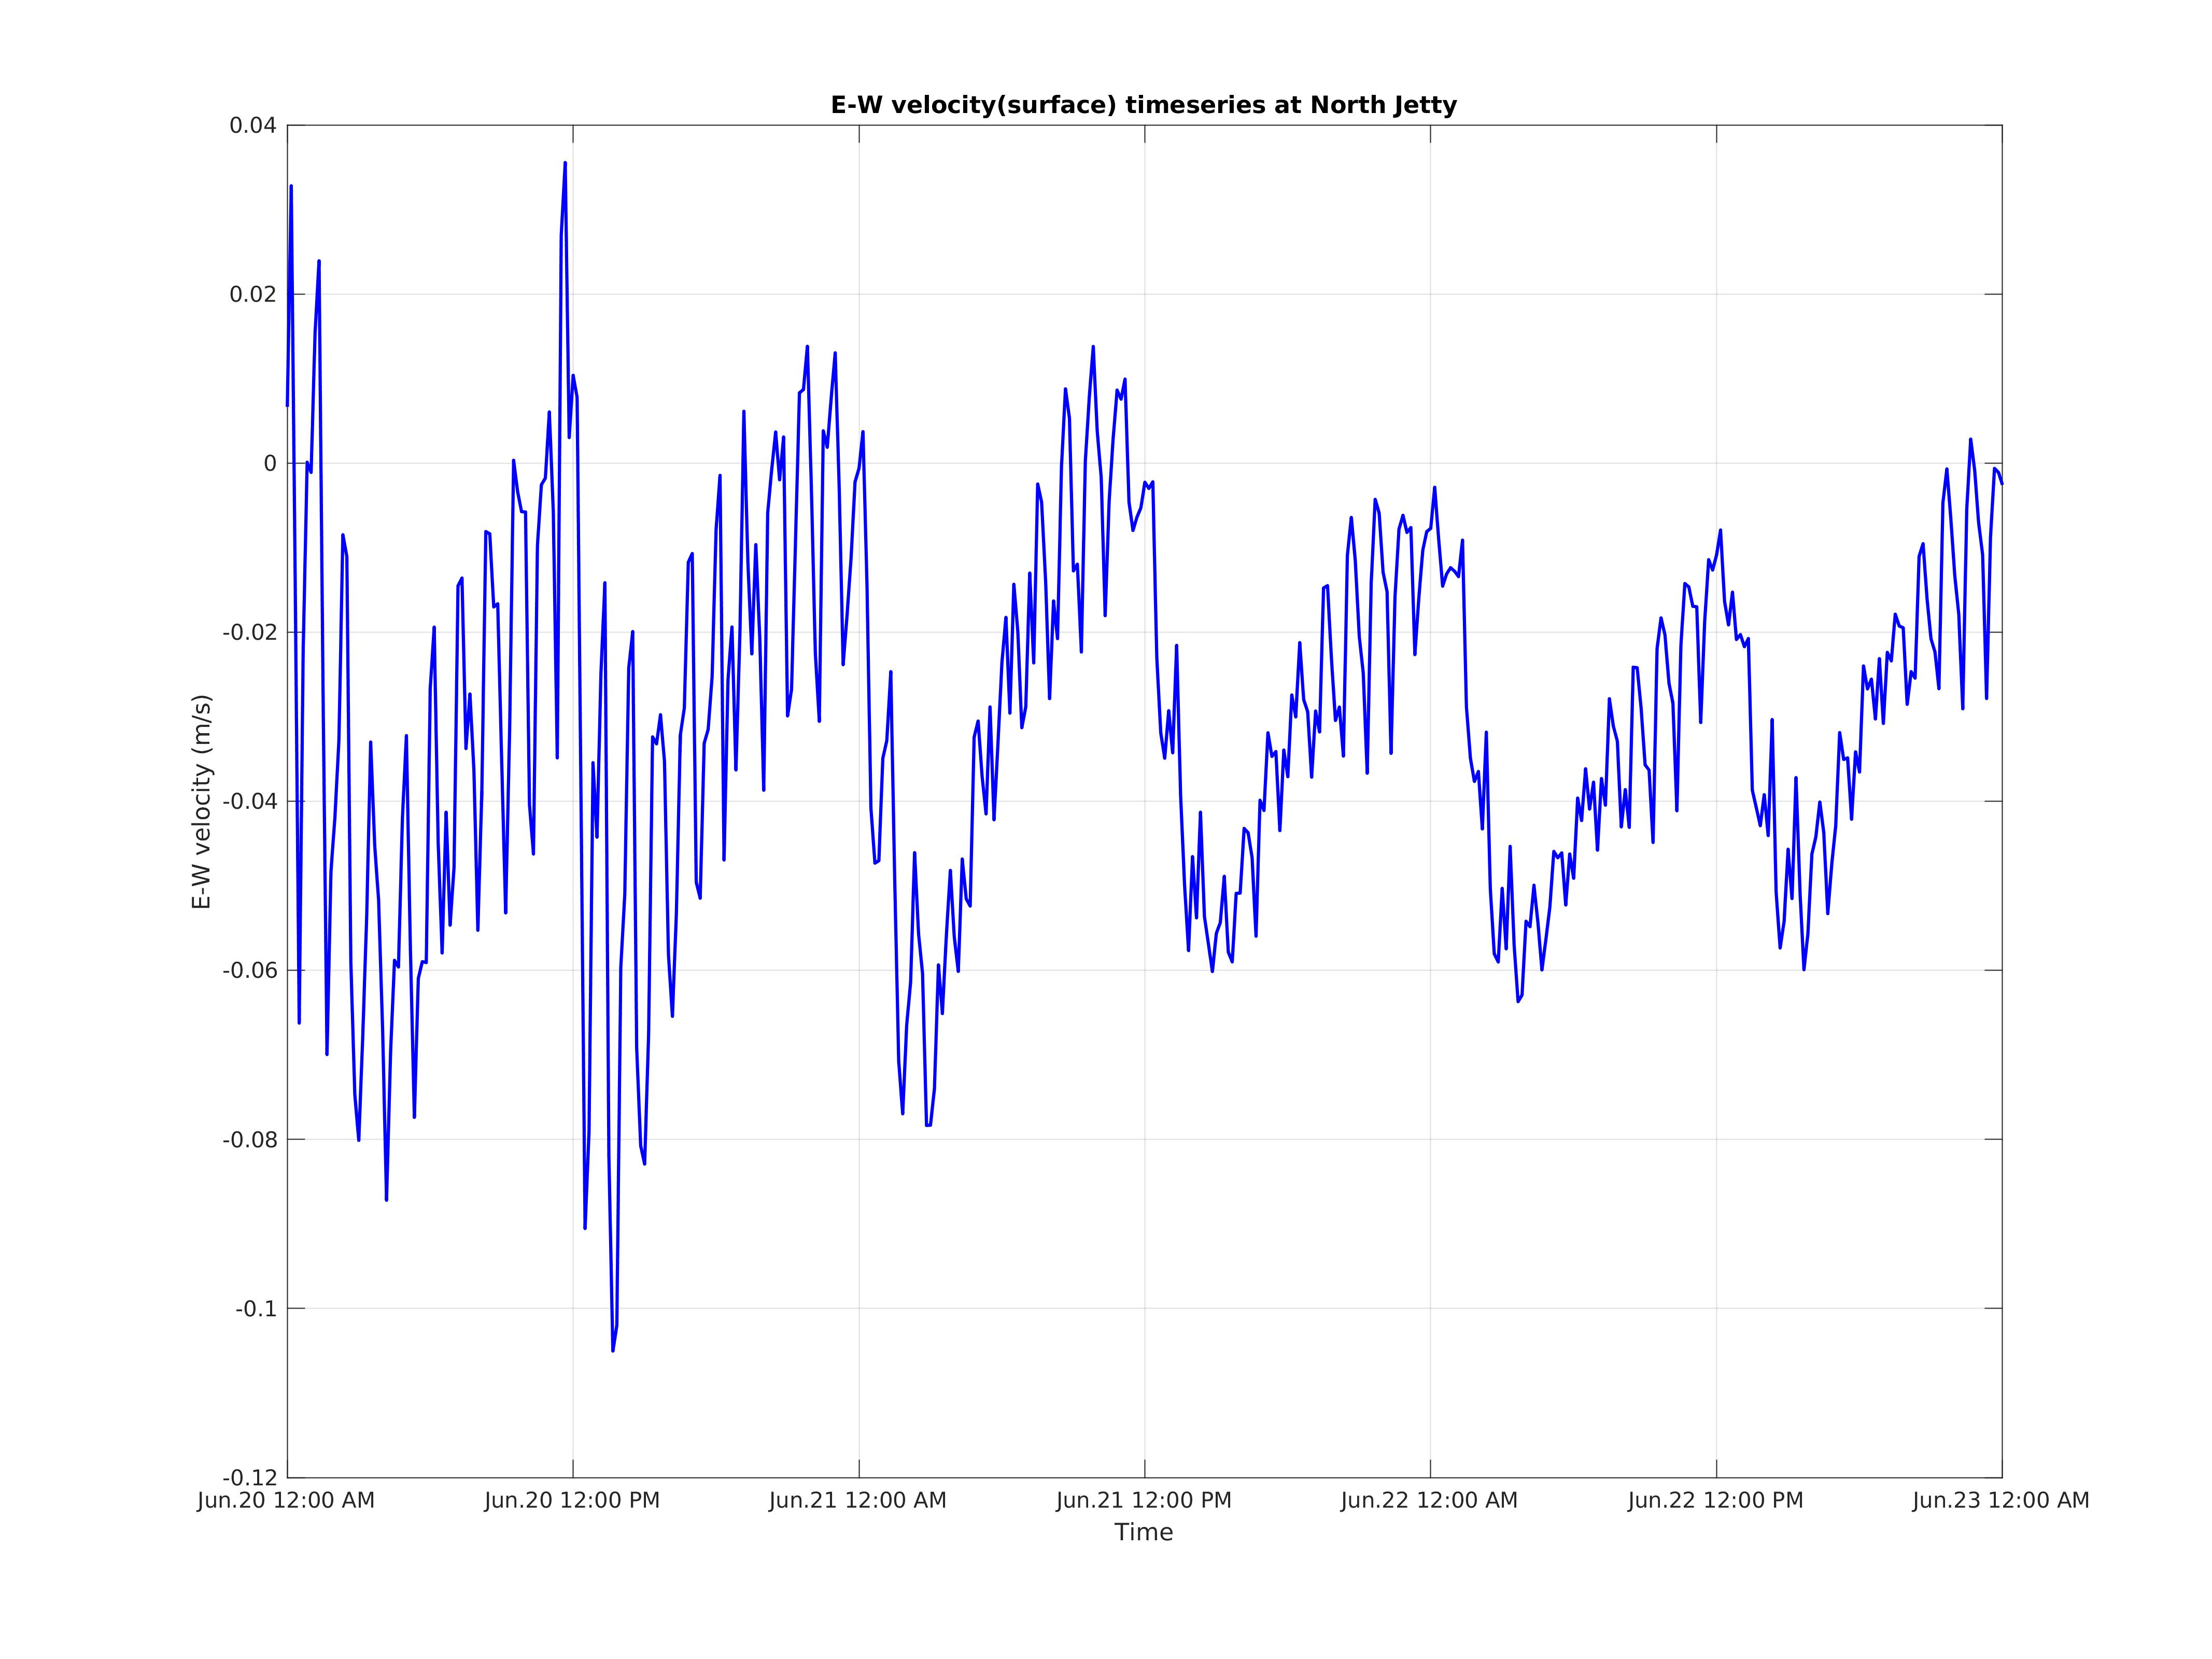 E-W velocity(surface) timeseries at North Jetty
0.04
0.02
0
-0.02
-0.04
-0.06
-0.08
-0.1
-0.12
E-W velocity (m/s)
Jun.20 12:00 AM
Jun.20 12:00 PM
Jun.21 12:00 AM
Jun.21 12:00 PM
Jun.22 12:00 AM
Jun.22 12:00 PM
Jun.23 12:00 AM
Time